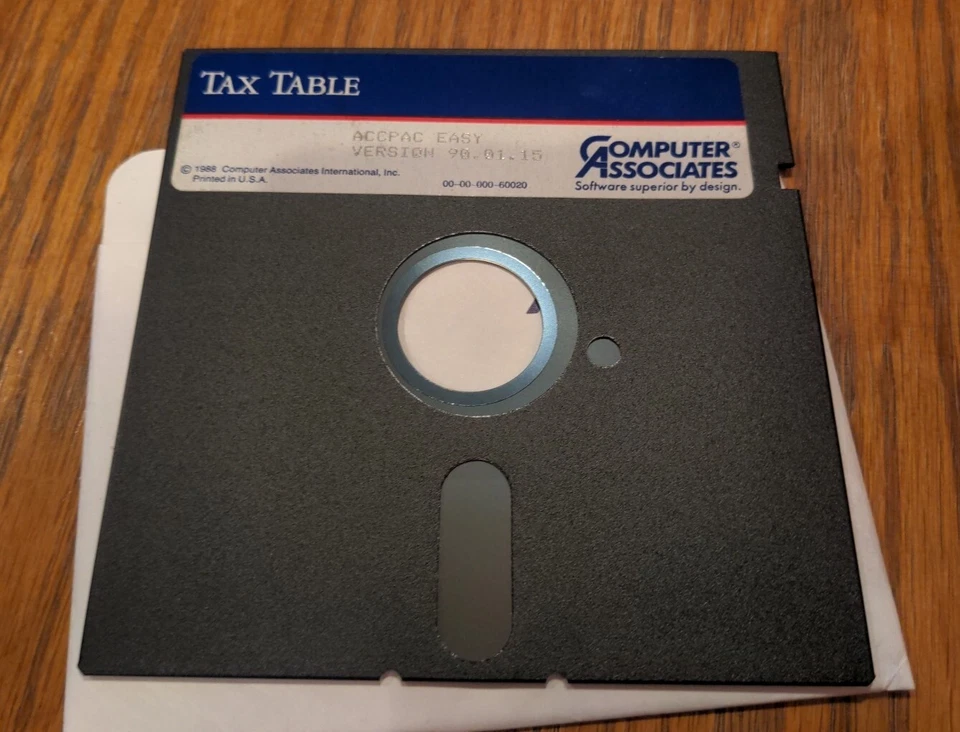 TAX TABLE
ACCPAC EASY
VERSION 90.01.15
© 1988 Computer Associates International, Inc.
Printed in U.S.A.
00-00-000-60020
COMPUTER®
ASSOCIATES
Software superior by design.